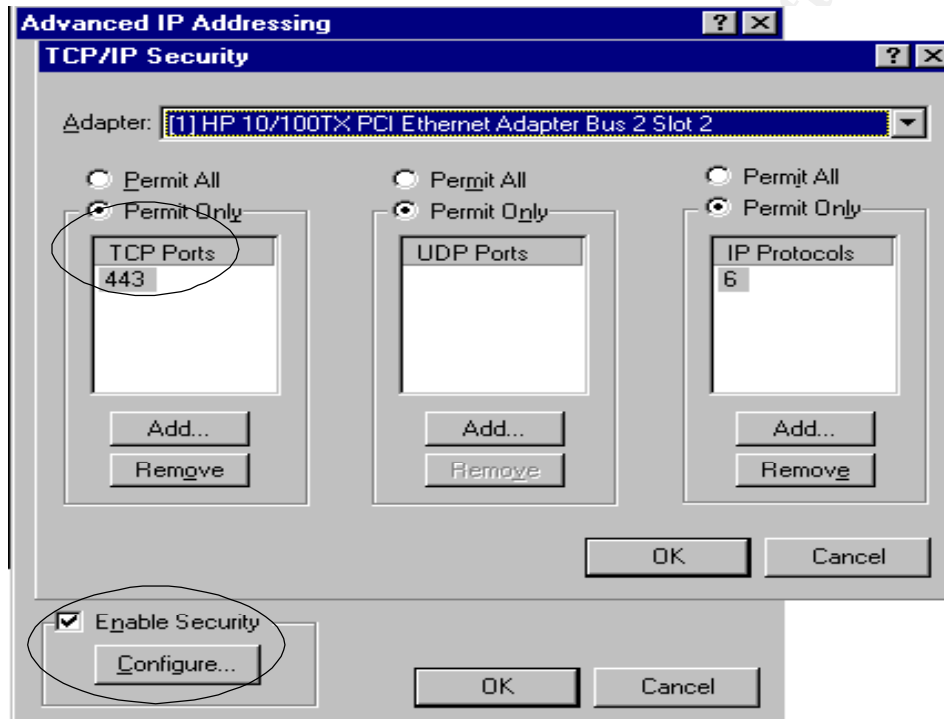 Advanced IP Addressing
TCP/IP Security
Adapter: [1] HP 10/100TX PCI Ethernet Adapter Bus 2 Slot 2
Permit All Permit All Permit All
Permit Only Permit Only Permit Only
TCP Ports UDP Ports IP Protocols
443 6
Add... Add... Add...
Remove Remove Remove
OK Cancel
Enable Security
Configure...
OK Cancel